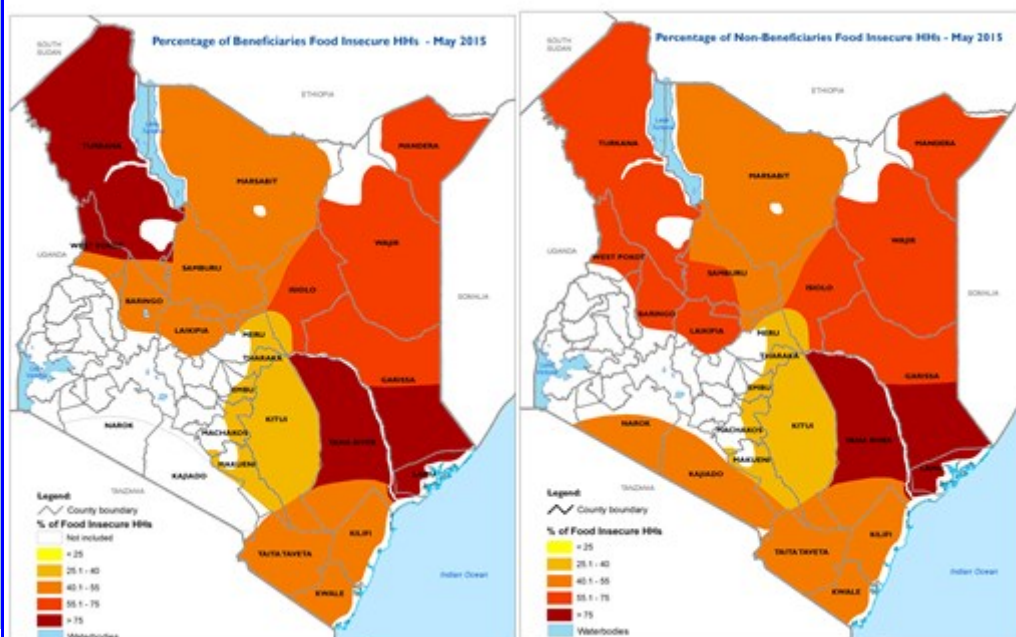 Percentage of Beneficiaries Food Insecure HHs - May 2015
SOUTH
SUDAN
ETHIOPIA
TURKANA
MANDERA
MARSABIT
WAJIR
WEST POKOT
UGANDA
SAMBURU
SOMALIA
BARINGO
ISIOLO
LAIKIPIA
MERU
THARAKA
GARISSA
EMBU
KITUI
NAROK
MACHAKOS
TANA RIVER
MAKUENI
KAJIADO
TANZANIA
KILIFI
TAITA TAVETA
KWALE
Indian Ocean
Legend:
County boundary
% of Food Insecure HHs
Not included
< 25
25.1 - 40
40.1 - 55
55.1 - 75
> 75
Waterbodies
Percentage of Non-Beneficiaries Food Insecure HHs - May 2015
SOUTH
SUDAN
ETHIOPIA
TURKANA
MANDERA
MARSABIT
WAJIR
UGANDA
WEST POKOT
SAMBURU
SOMALIA
ISIOLO
BARINGO
LAIKIPIA
MERU
THARAKA
GARISSA
EMBU
NAROK
KITUI
MACHAKOS
TANA RIVER
MAKUENI
KAJIADO
TANZANIA
KILIFI
TAITA TAVETA
KWALE
Indian Ocean
Legend:
County boundary
% of Food Insecure HHs
< 25
25.1 - 40
40.1 - 55
55.1 - 75
> 75
Waterbodies